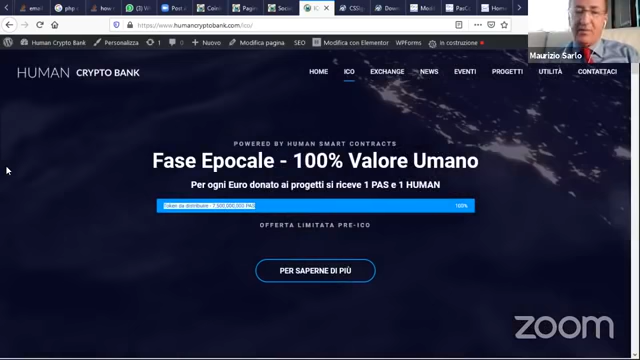 https://www.humancryptobank.com/ico/
Human Crypto Bank
Personalizza
1
0
Nuovo
Modifica pagina
SEO
Modifica con Elementor
WPForms
in costruzione
Maurizio Sarlo
HUMAN CRYPTO BANK
HOME
ICO
EXCHANGE
NEWS
EVENTI
PROGETTI
UTILITÀ
CONTATTACI
POWERED BY HUMAN SMART CONTRACTS
Fase Epocale - 100% Valore Umano
Per ogni Euro donato ai progetti si riceve 1 PAS e 1 HUMAN
Token da distribuire : 7.500.000.000 PAS
100%
OFFERTA LIMITATA PRE-ICO
PER SAPERNE DI PIÙ
zoom